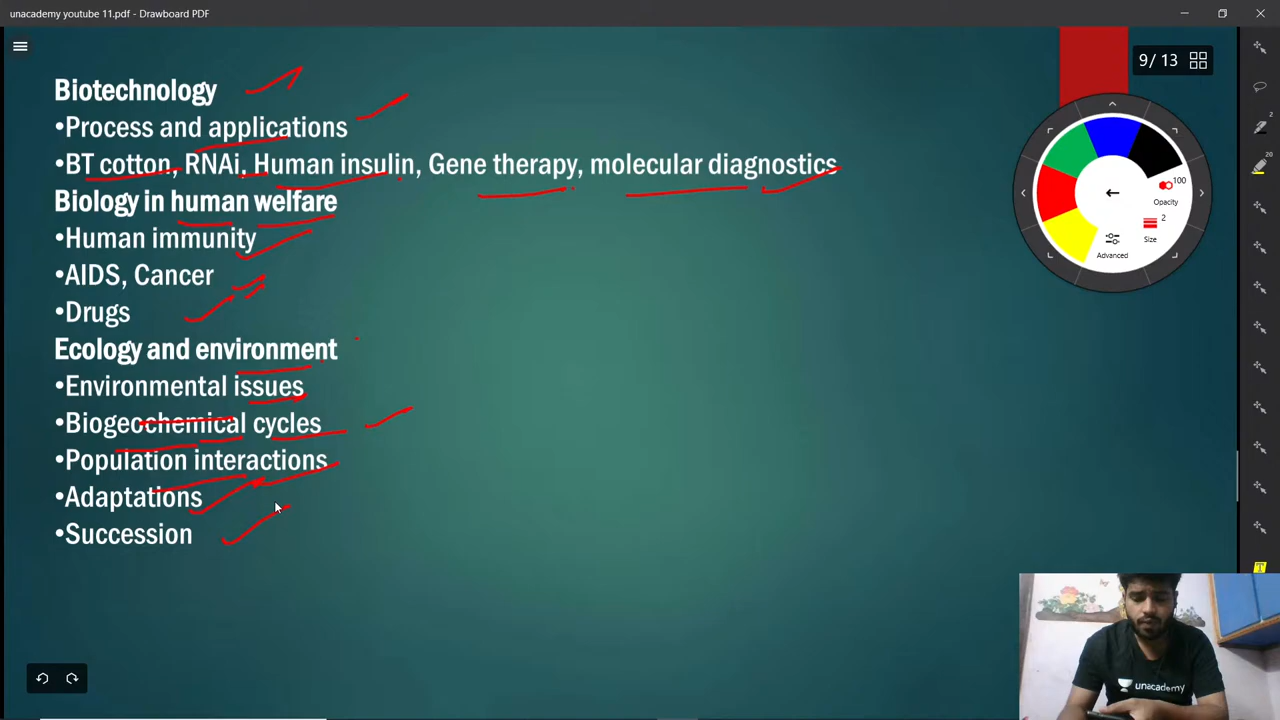 unacademy youtube 11.pdf - Drawboard PDF
9/ 13
Biotechnology
•Process and applications
•BT cotton, RNAi, Human insulin, Gene therapy, molecular diagnostics
Biology in human welfare
•Human immunity
•AIDS, Cancer
•Drugs
Ecology and environment
•Environmental issues
•Biogeochemical cycles
•Population interactions
•Adaptations
•Succession
100
Opacity
2
Size
Advanced
2
20
T
unacademy